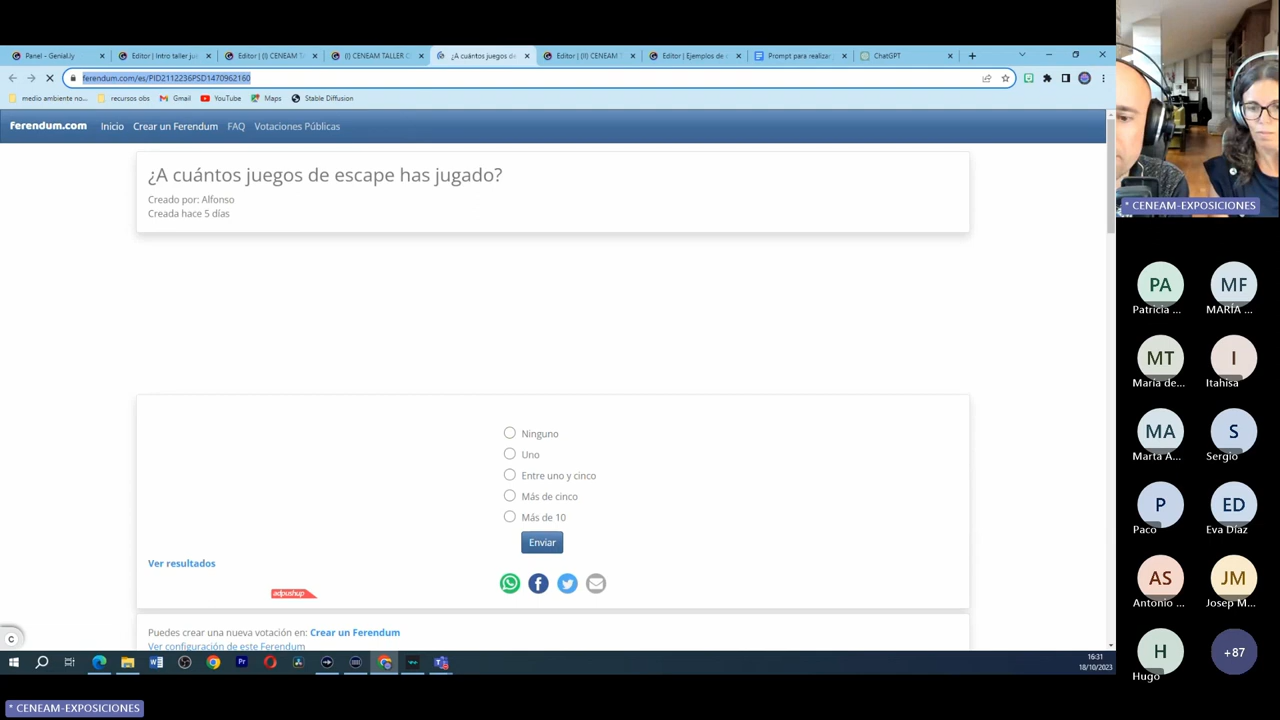 Panel - Genial.ly
Editor | Intro taller ju
Editor | (I) CENEAM T
(I) CENEAM TALLER C
¿A cuántos juegos de
Editor | (II) CENEAM
Editor | Ejemplos de
Prompt para realizar
ChatGPT
ferendum.com/es/PID2112236PSD1470962160
medio ambiente no...
recursos obs
Gmail
YouTube
Maps
Stable Diffusion
ferendum.com
Inicio
Crear un Ferendum
FAQ
Votaciones Públicas
¿A cuántos juegos de escape has jugado?
Creado por: Alfonso
Creada hace 5 días
Ninguno
Uno
Entre uno y cinco
Más de cinco
Más de 10
Enviar
Ver resultados
adpushup
Puedes crear una nueva votación en: Crear un Ferendum
Ver configuración de este Ferendum
16:31
18/10/2023
* CENEAM-EXPOSICIONES
* CENEAM-EXPOSICIONES
PA
Patricia ...
MF
MARÍA ...
MT
María de...
I
Itahisa
MA
Marta A...
S
Sergio
P
Paco
ED
Eva Díaz
AS
Antonio ...
JM
Josep M...
H
Hugo
+87